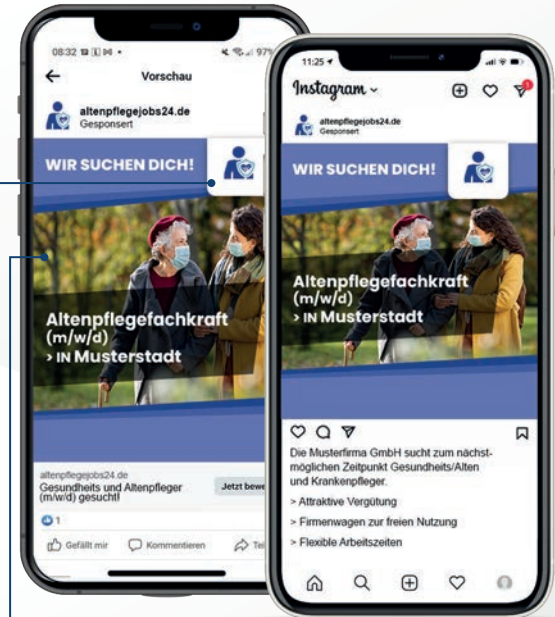 08:32
97%
Vorschau
altenpflegejobs24.de
Gesponsert
WIR SUCHEN DICH!
Altenpflegefachkraft
(m/w/d)
> IN Musterstadt
altenpflegejobs24.de
Gesundheits und Altenpfleger
(m/w/d) gesucht!
Jetzt bewe
1
Gefällt mir
Kommentieren
Tei
11:25
Instagram
1
altenpflegejobs24.de
Gesponsert
WIR SUCHEN DICH!
Altenpflegefachkraft
(m/w/d)
> IN Musterstadt
Die Musterfirma GmbH sucht zum nächst-
möglichen Zeitpunkt Gesundheits/Alten
und Krankenpfleger.
> Attraktive Vergütung
> Firmenwagen zur freien Nutzung
> Flexible Arbeitszeiten